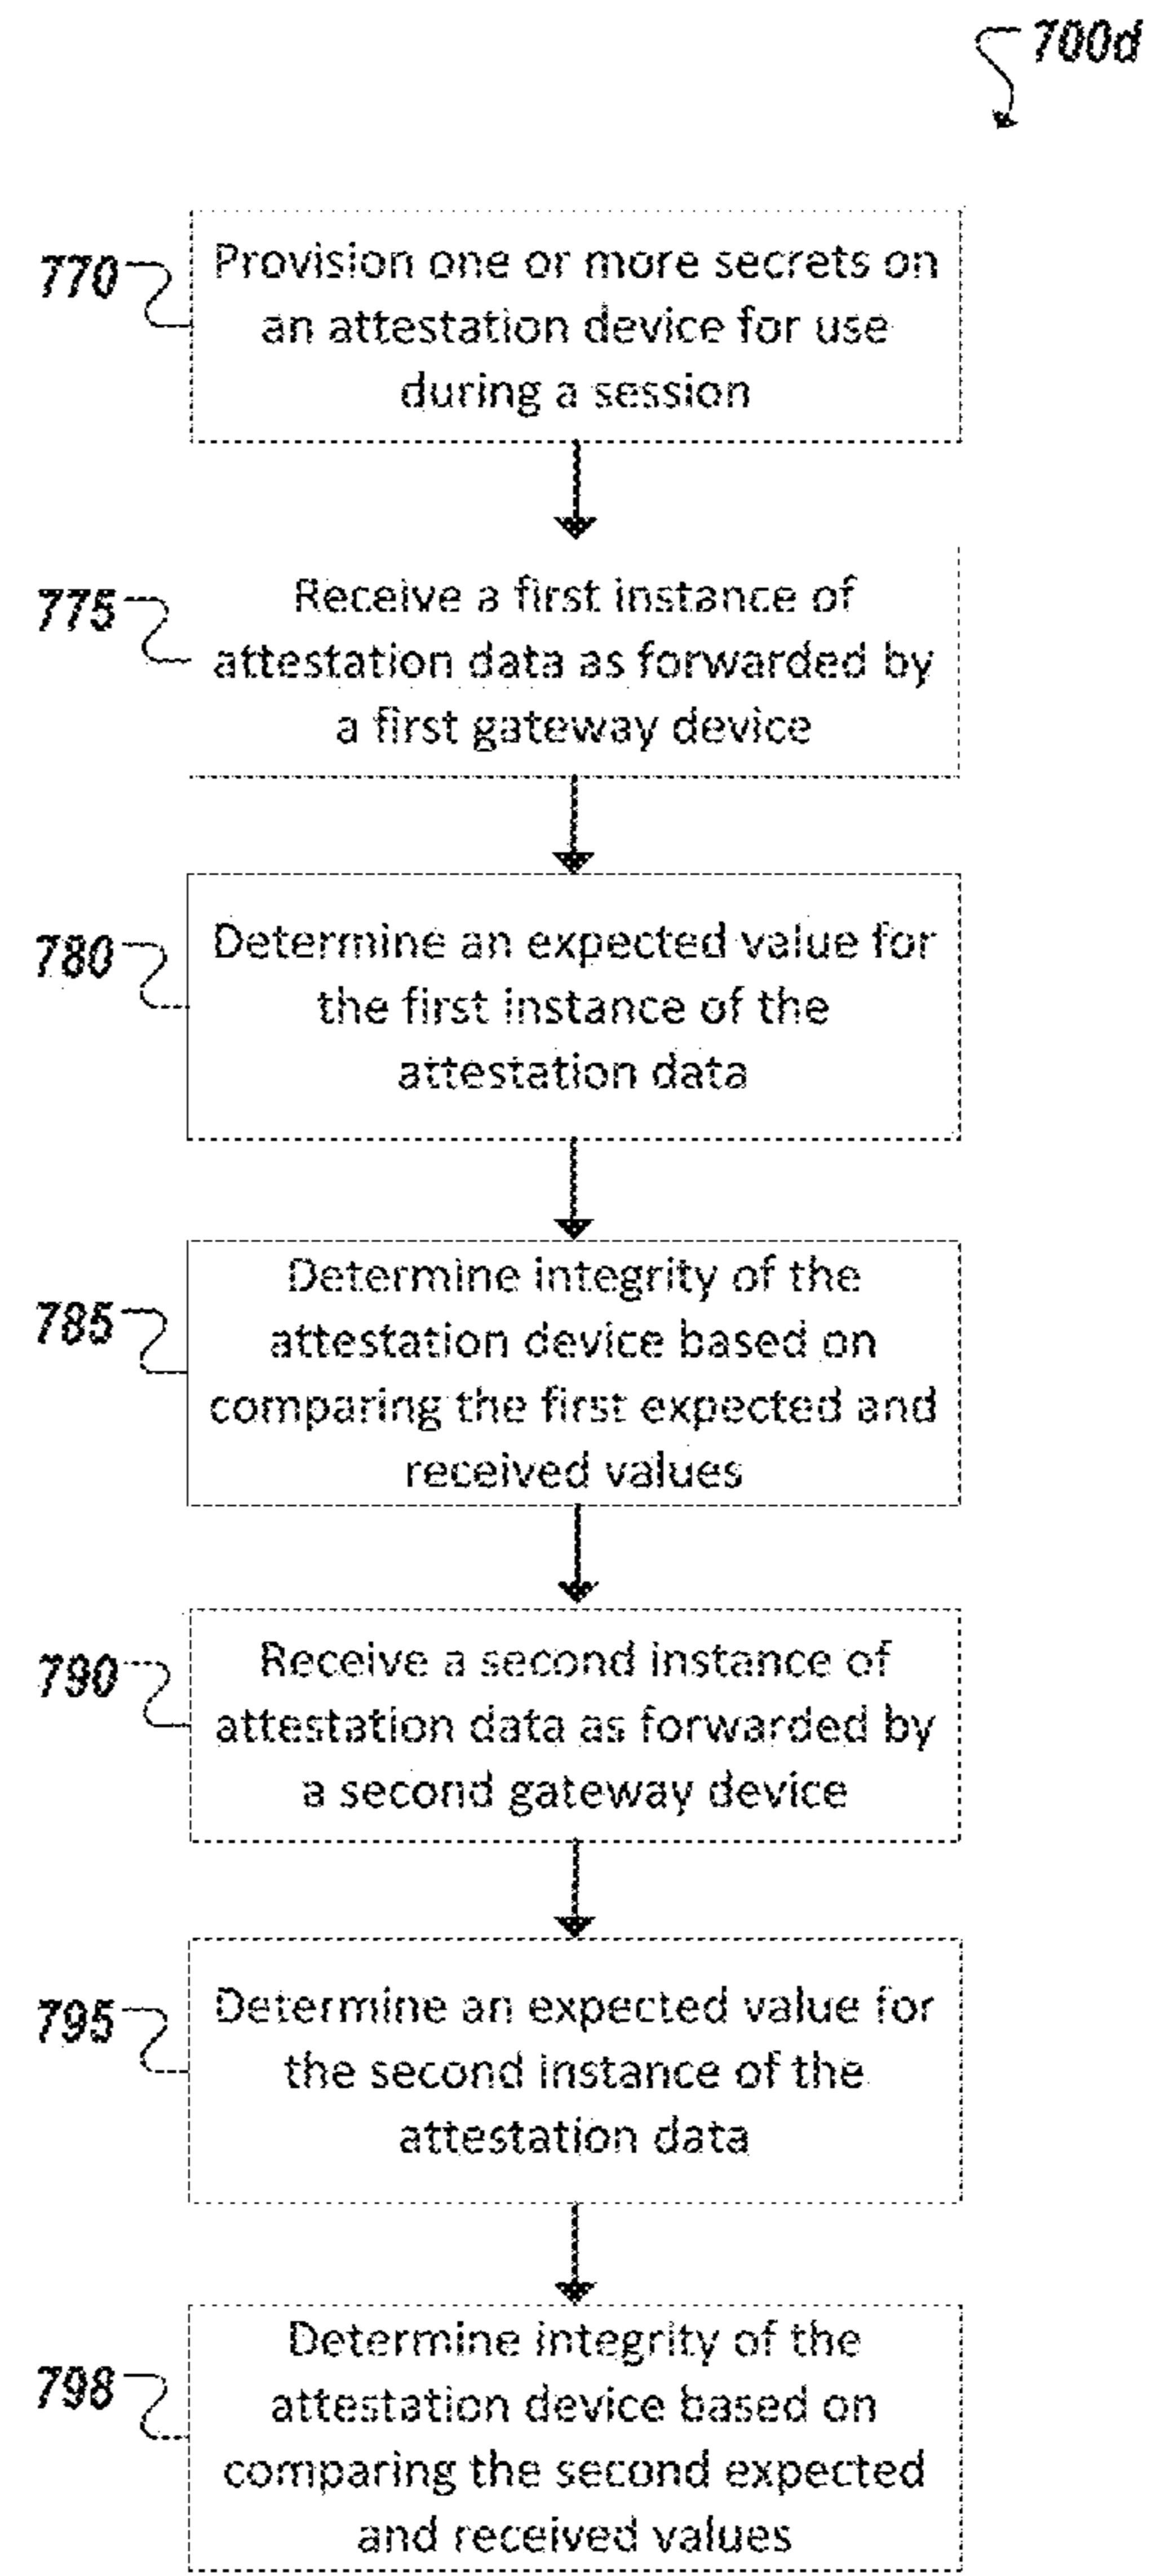 700d
770
Provision one or more secrets on
an attestation device for use
during a session
775
Receive a first instance of
attestation data as forwarded by
a first gateway device
780
Determine an expected value for
the first instance of the
attestation data
785
Determine integrity of the
attestation device based on
comparing the first expected and
received values
790
Receive a second instance of
attestation data as forwarded by
a second gateway device
795
Determine an expected value for
the second instance of the
attestation data
798
Determine integrity of the
attestation device based on
comparing the second expected
and received values